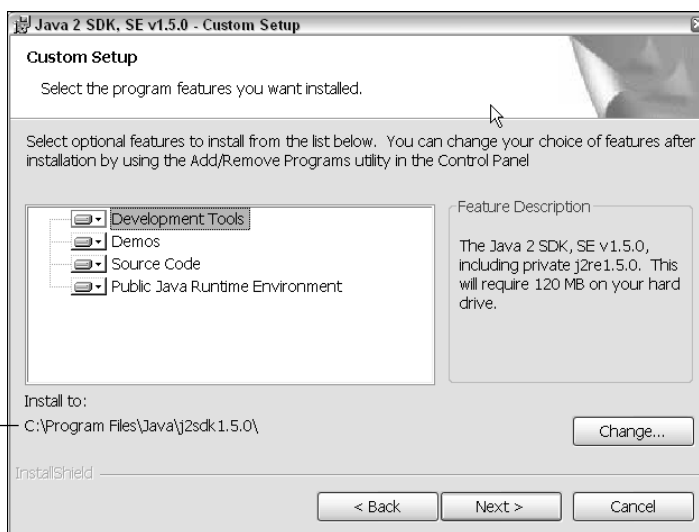 Java 2 SDK, SE v1.5.0 - Custom Setup
Custom Setup
Select the program features you want installed.
Select optional features to install from the list below. You can change your choice of features after
installation by using the Add/Remove Programs utility in the Control Panel
Development Tools
Demos
Source Code
Public Java Runtime Environment
Feature Description
The Java 2 SDK, SE v1.5.0,
including private j2re1.5.0. This
will require 120 MB on your hard
drive.
Install to:
C:\Program Files\Java\j2sdk1.5.0\
Change...
InstallShield
< Back
Next >
Cancel